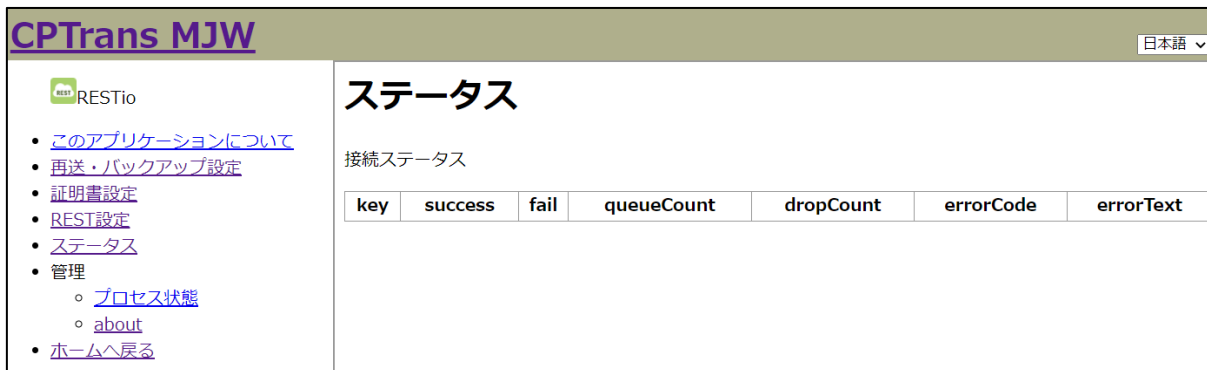 CPTrans MJW
日本語
REST
RESTio
このアプリケーションについて
再送・バックアップ設定
証明書設定
REST設定
ステータス
管理
プロセス状態
about
ホームへ戻る
ステータス
接続ステータス
key success fail queueCount dropCount errorCode errorText